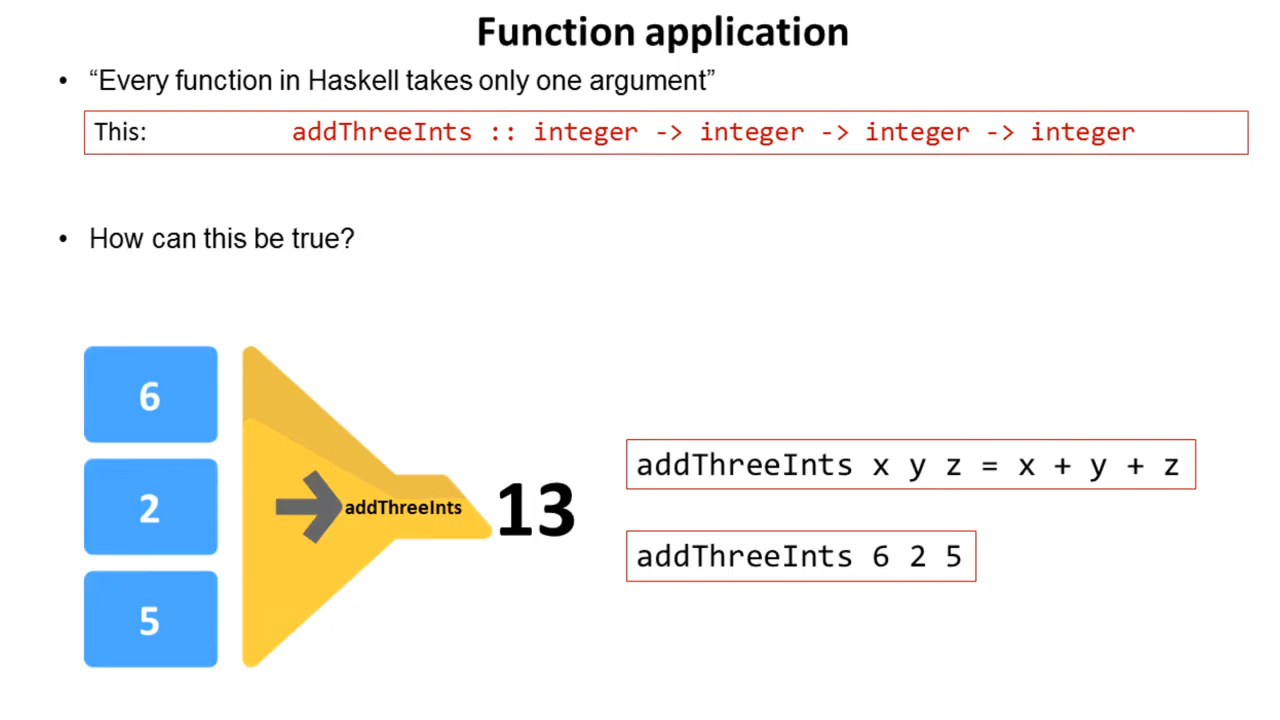 Function application
• “Every function in Haskell takes only one argument”
This: addThreeInts :: integer -> integer -> integer -> integer
• How can this be true?
6
2
5
addThreeInts
13
addThreeInts x y z = x + y + z
addThreeInts 6 2 5